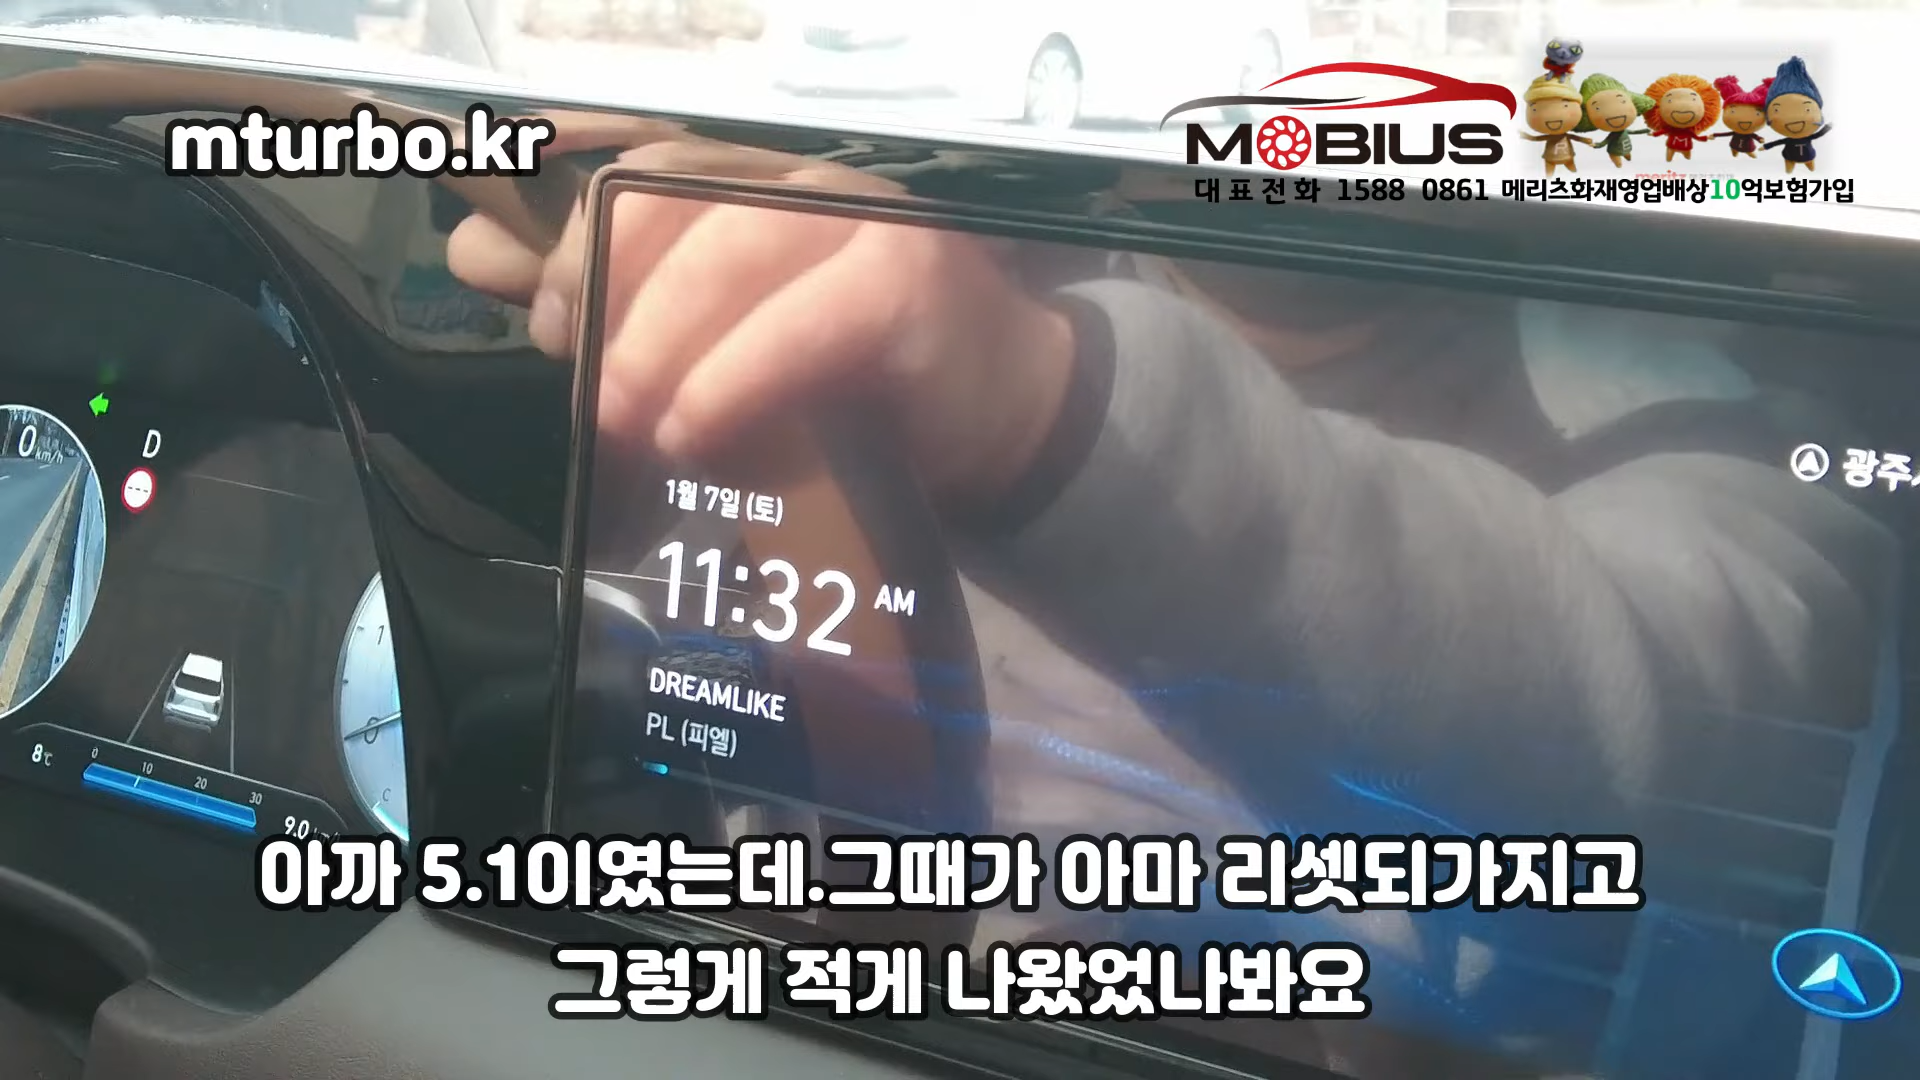 mturbo.kr
MOBIUS
대표전화 1588 0861
메리츠화재영업배상10억보험가입
0 km/h
D
1월 7일 (토)
11:32 AM
DREAMLIKE
PL (피엘)
광주
1
0
C
8℃
0 10 20 30
9.0
아까 5.1이였는데.그때가 아마 리셋되가지고
그렇게 적게 나왔었나봐요